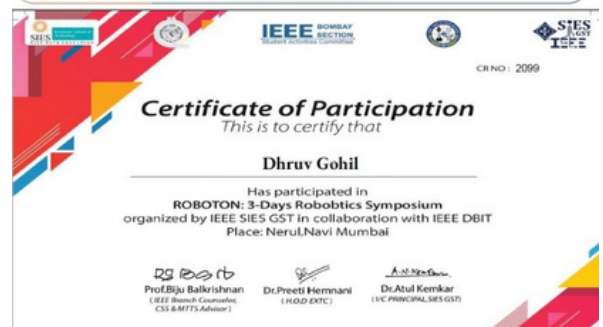 SIES
IEEE BOMBAY SECTION
Student Activities Committee
SIES GST
IEEE
CR NO : 2099
Certificate of Participation
This is to certify that
Dhruv Gohil
Has participated in
ROBOTON: 3-Days Robobtics Symposium
organized by IEEE SIES GST in collaboration with IEEE DBIT
Place: Nerul,Navi Mumbai
Prof.Biju Balkrishnan
( IEEE Branch Counselor,
CSS & MTTS Advisor )
Dr.Preeti Hemnani
( H.O.D EXTC )
Dr.Atul Kemkar
( I/C PRINCIPAL,SIES GST)